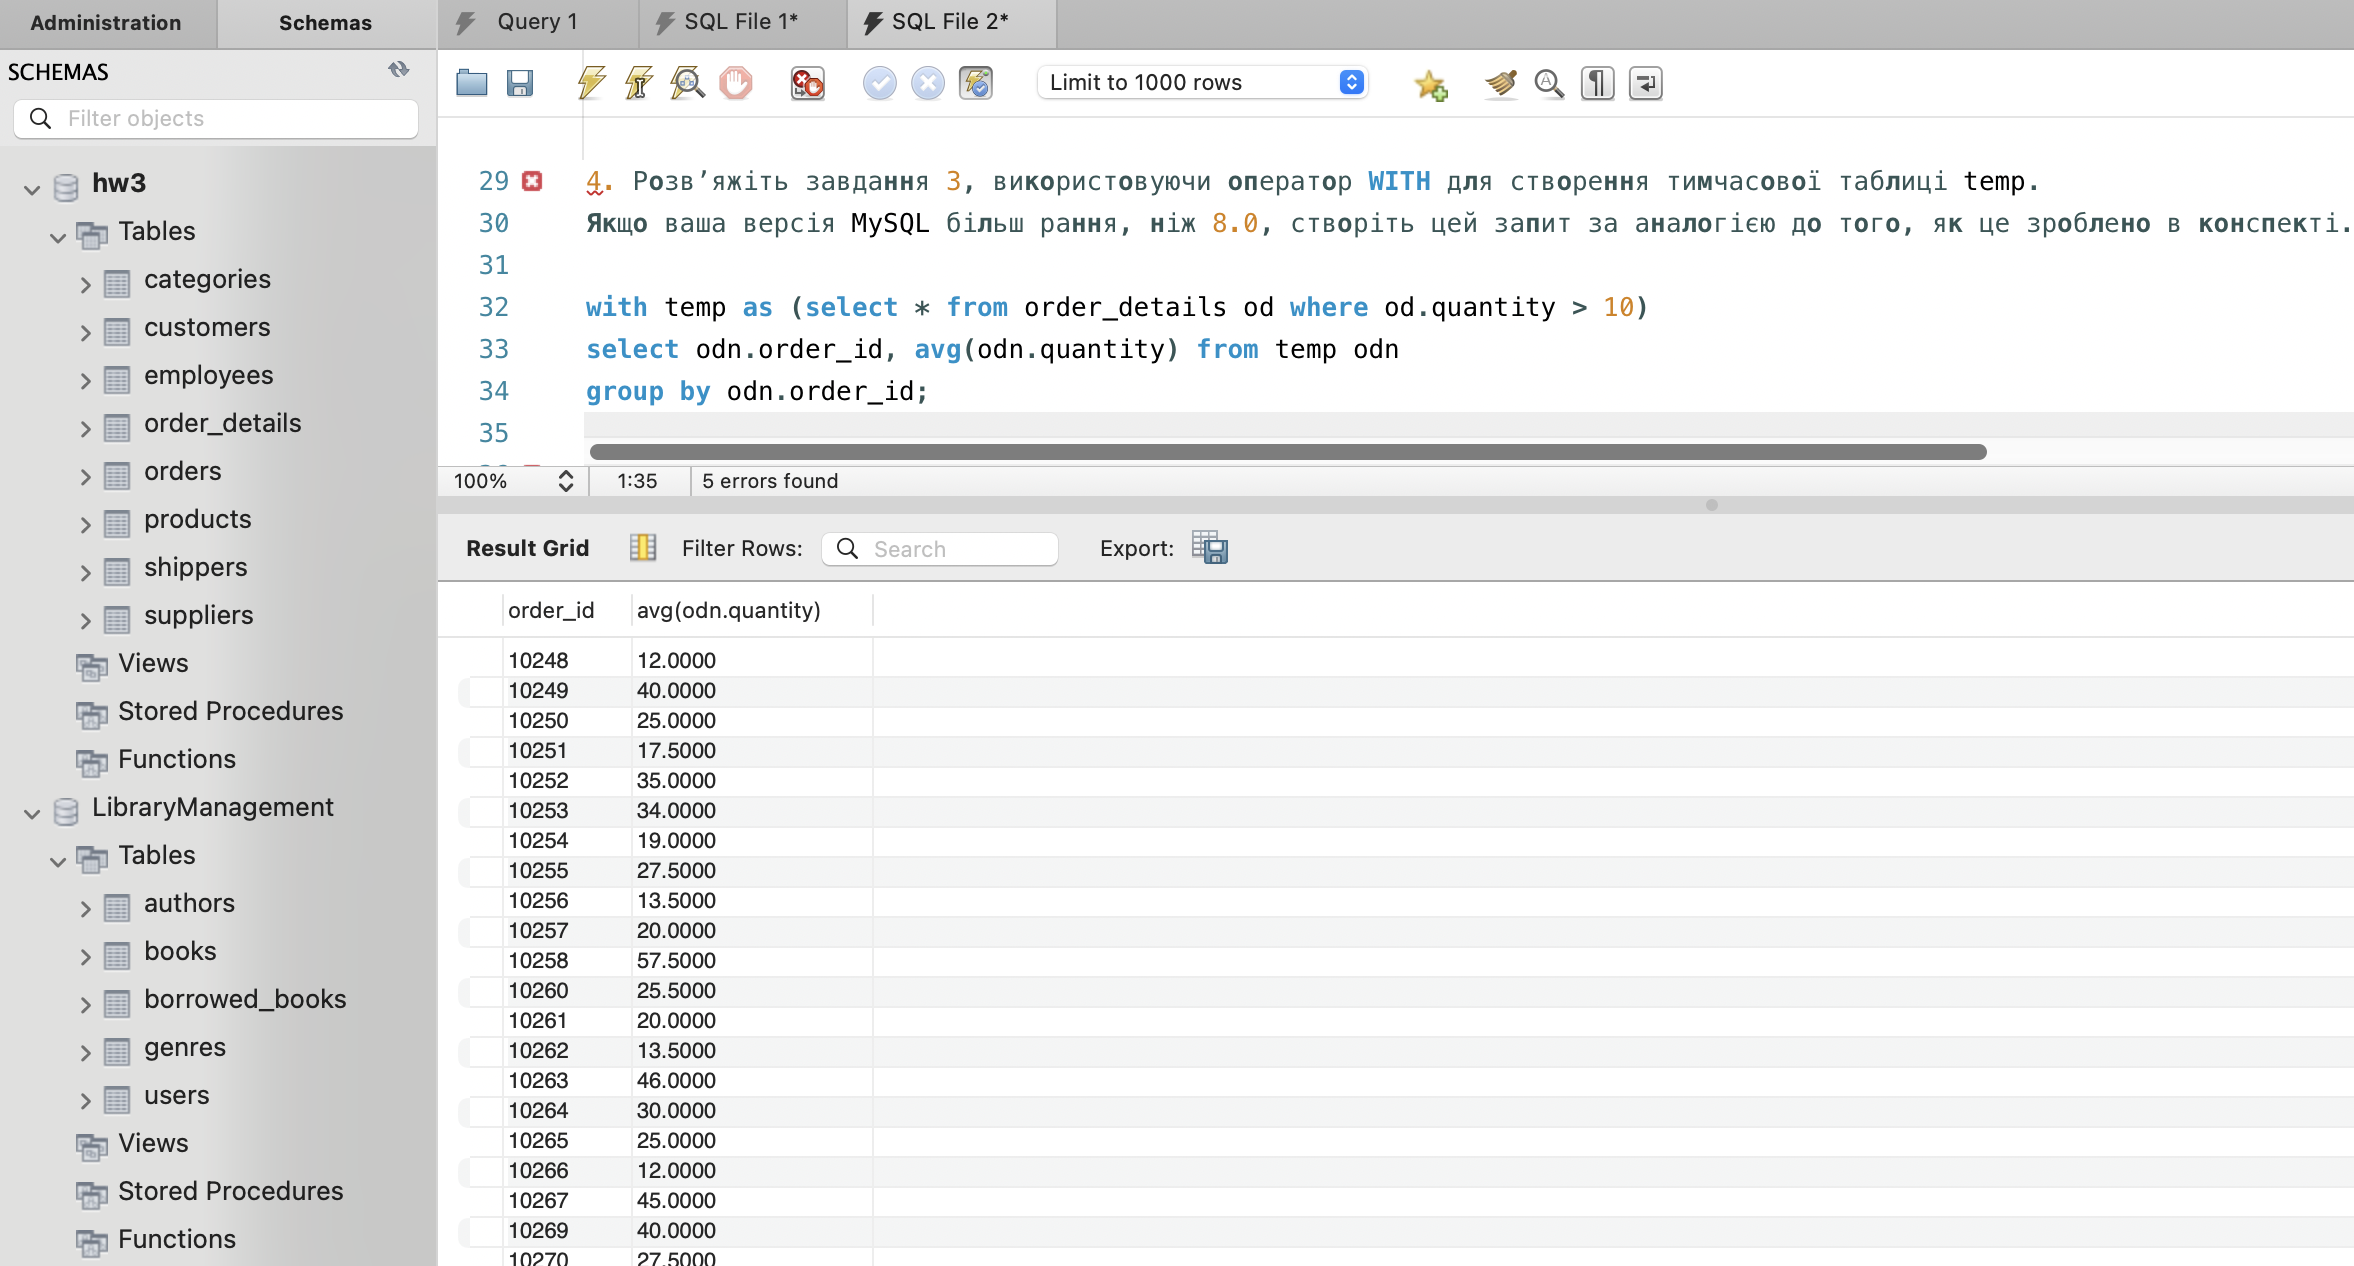 Administration
Schemas
Query 1
SQL File 1*
SQL File 2*
SCHEMAS
Filter objects
Limit to 1000 rows
hw3
Tables
categories
customers
employees
order_details
orders
products
shippers
suppliers
Views
Stored Procedures
Functions
LibraryManagement
Tables
authors
books
borrowed_books
genres
users
Views
Stored Procedures
Functions
29 4. Розв’яжіть завдання 3, використовуючи оператор WITH для створення тимчасової таблиці temp.
30 Якщо ваша версія MySQL більш рання, ніж 8.0, створіть цей запит за аналогією до того, як це зроблено в конспекті.
31
32 with temp as (select * from order_details od where od.quantity > 10)
33 select odn.order_id, avg(odn.quantity) from temp odn
34 group by odn.order_id;
35
100% 1:35 5 errors found
Result Grid Filter Rows: Search Export:
order_id avg(odn.quantity)
10248 12.0000
10249 40.0000
10250 25.0000
10251 17.5000
10252 35.0000
10253 34.0000
10254 19.0000
10255 27.5000
10256 13.5000
10257 20.0000
10258 57.5000
10260 25.5000
10261 20.0000
10262 13.5000
10263 46.0000
10264 30.0000
10265 25.0000
10266 12.0000
10267 45.0000
10269 40.0000
10270 27.5000